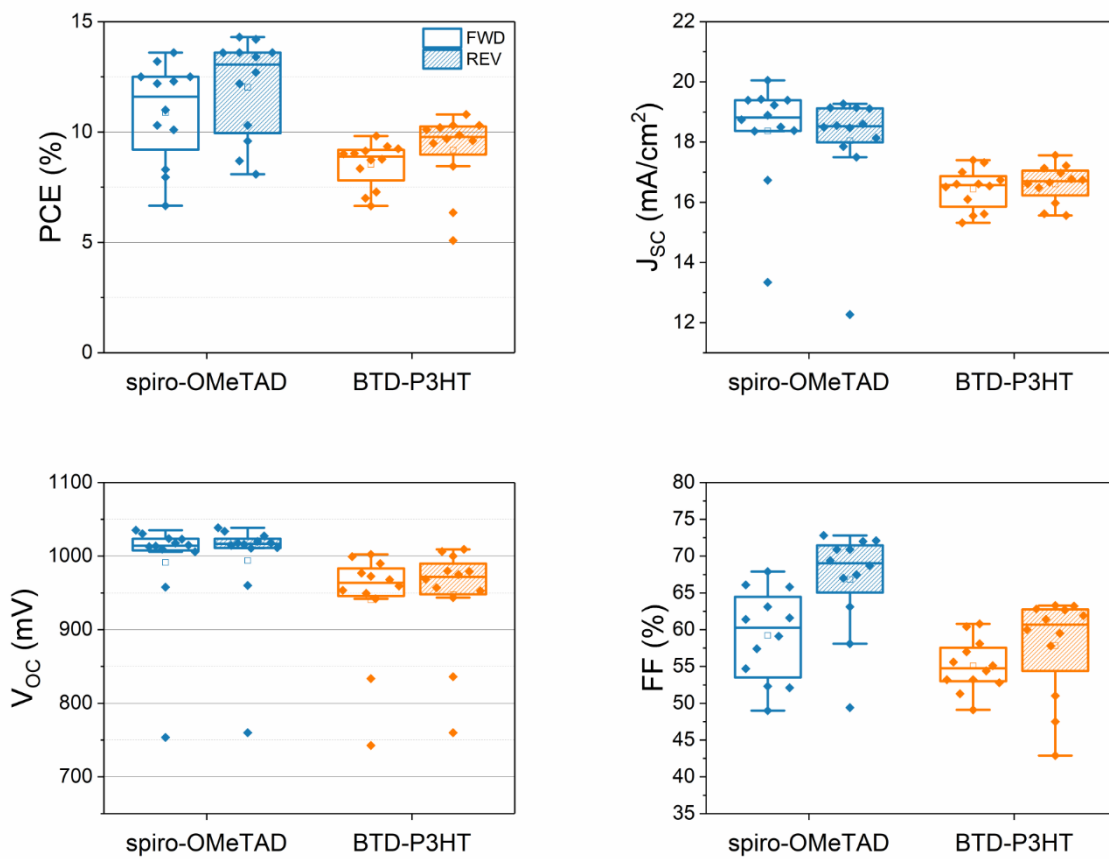 PCE (%)
15
10
5
0
FWD
REV
spiro-OMeTAD BTD-P3HT
J_SC (mA/cm²)
22
20
18
16
14
12
spiro-OMeTAD BTD-P3HT
V_OC (mV)
1100
1000
900
800
700
spiro-OMeTAD BTD-P3HT
FF (%)
80
75
70
65
60
55
50
45
40
35
spiro-OMeTAD BTD-P3HT